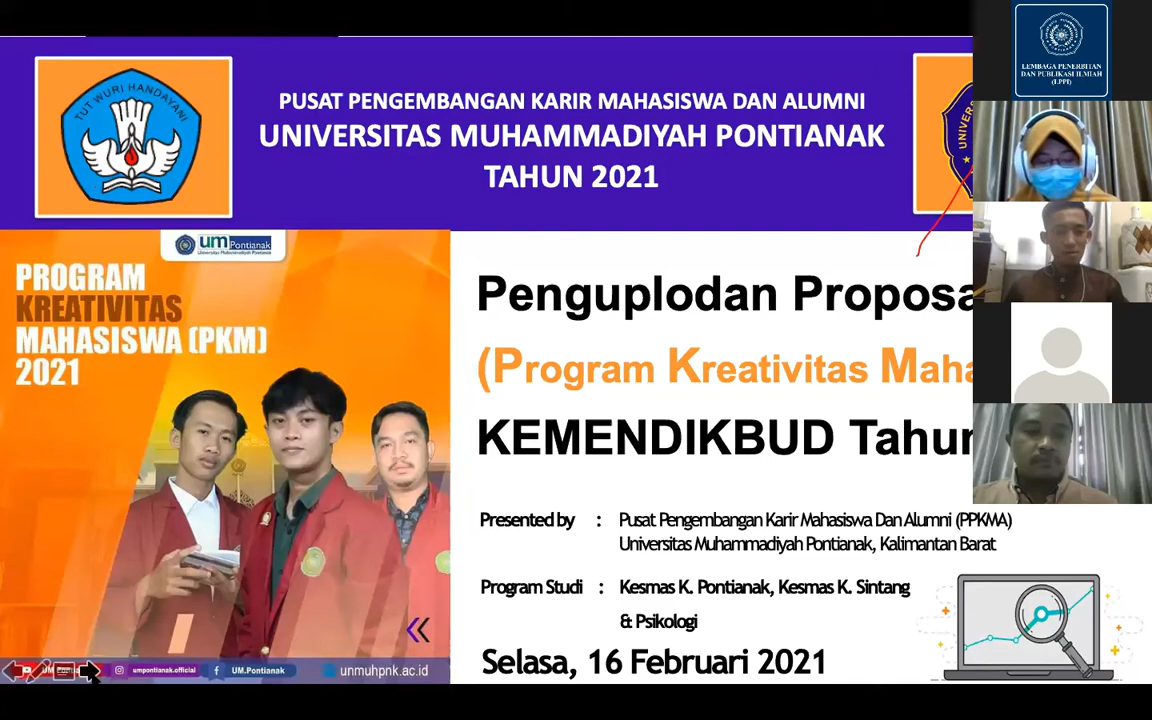 TUT WURI HANDAYANI
PUSAT PENGEMBANGAN KARIR MAHASISWA DAN ALUMNI
UNIVERSITAS MUHAMMADIYAH PONTIANAK
TAHUN 2021
LEMBAGA PENERBITAN
DAN PUBLIKASI ILMIAH
(LPPI)
um Pontianak
Universitas Muhammadiyah Pontianak
PROGRAM
KREATIVITAS
MAHASISWA (PKM)
2021
Penguplodan Proposa
(Program Kreativitas Maha
KEMENDIKBUD Tahun
Presented by : Pusat Pengembangan Karir Mahasiswa Dan Alumni (PPKMA)
Universitas Muhammadiyah Pontianak, Kalimantan Barat
Program Studi : Kesmas K. Pontianak, Kesmas K. Sintang
& Psikologi
Selasa, 16 Februari 2021
umpontianak.official UM.Pontianak unmuhpnk.ac.id